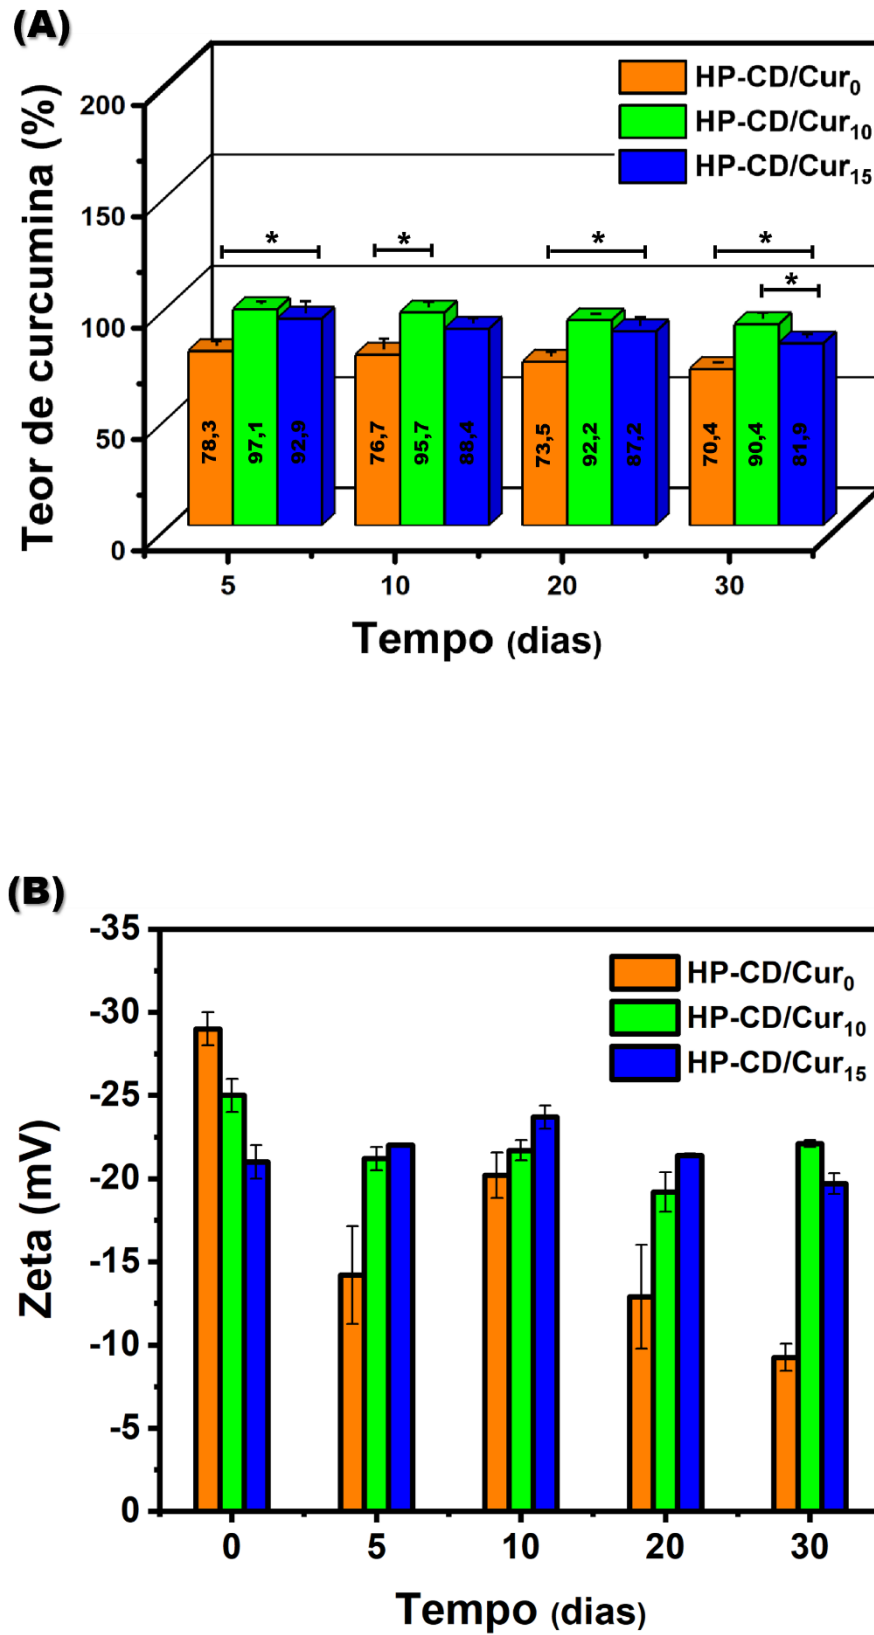 (A)
HP-CD/Cur0
HP-CD/Cur10
HP-CD/Cur15
Teor de curcumina (%)
200
150
100
50
0
* * * * *
78,3 97,1 92,9 76,7 95,7 88,4 73,5 92,2 87,2 70,4 90,4 81,9
5 10 20 30
Tempo (dias)
(B)
HP-CD/Cur0
HP-CD/Cur10
HP-CD/Cur15
Zeta (mV)
-35
-30
-25
-20
-15
-10
-5
0
0 5 10 20 30
Tempo (dias)